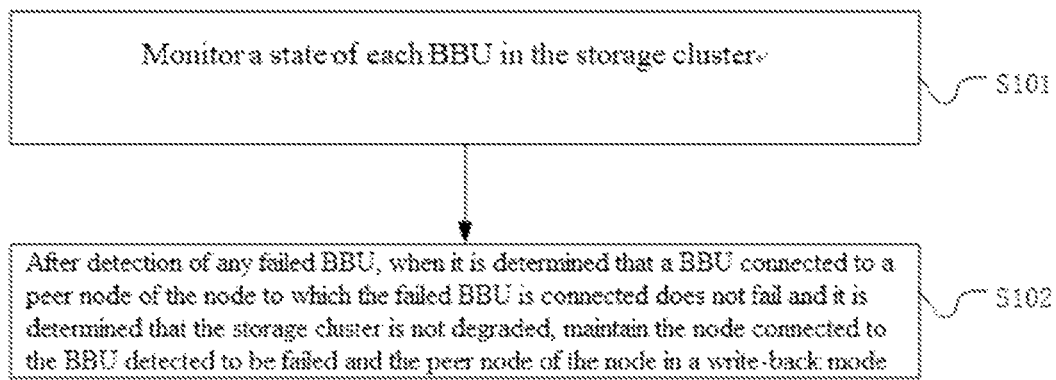 Monitor a state of each BBU in the storage cluster
S101
After detection of any failed BBU, when it is determined that a BBU connected to a
peer node of the node to which the failed BBU is connected does not fail and it is
determined that the storage cluster is not degraded, maintain the node connected to
the BBU detected to be failed and the peer node of the node in a write-back mode
S102